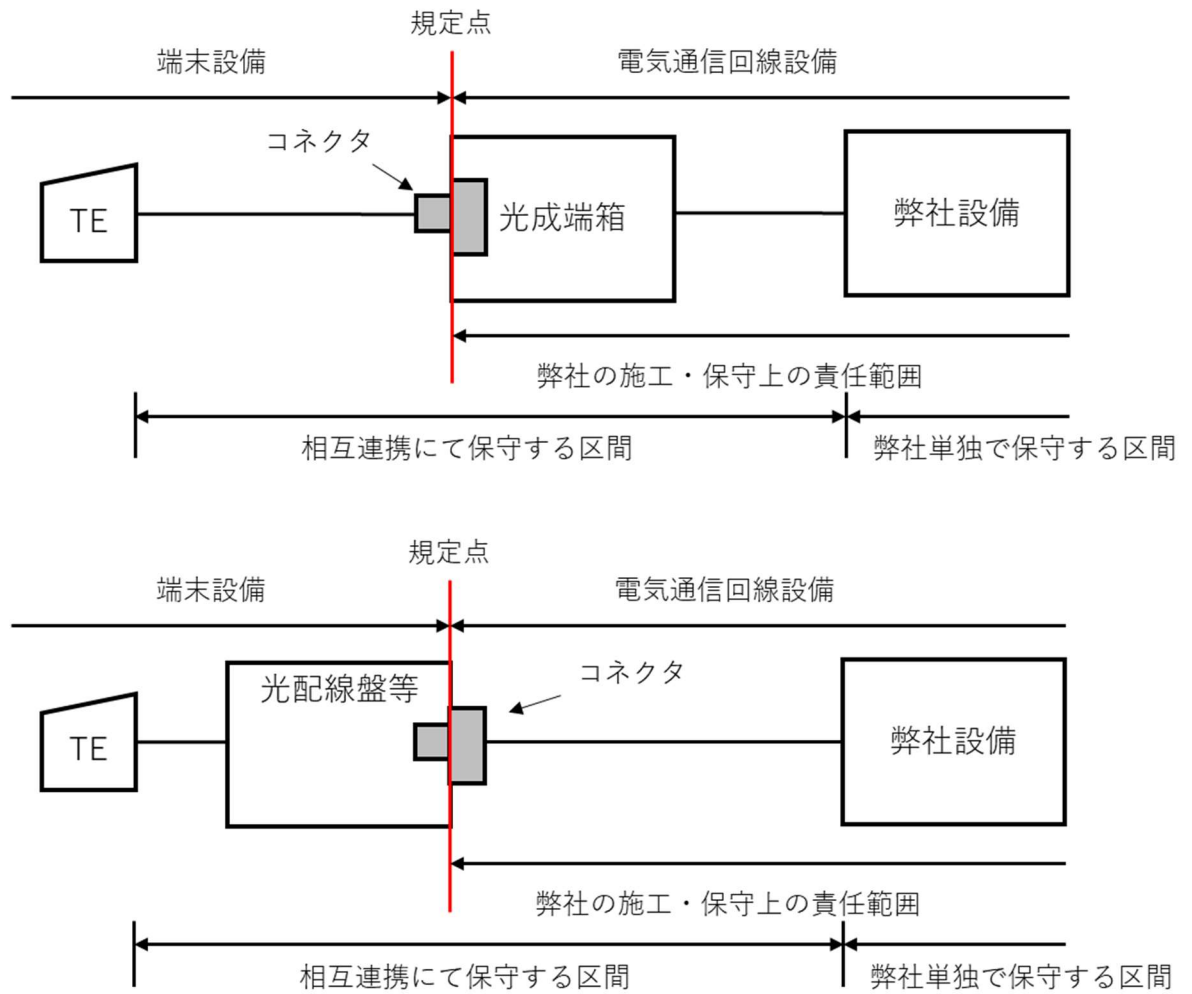 規定点
端末設備
電気通信回線設備
コネクタ
TE
光成端箱
弊社設備
弊社の施工・保守上の責任範囲
相互連携にて保守する区間
弊社単独で保守する区間
規定点
端末設備
電気通信回線設備
光配線盤等
コネクタ
TE
弊社設備
弊社の施工・保守上の責任範囲
相互連携にて保守する区間
弊社単独で保守する区間